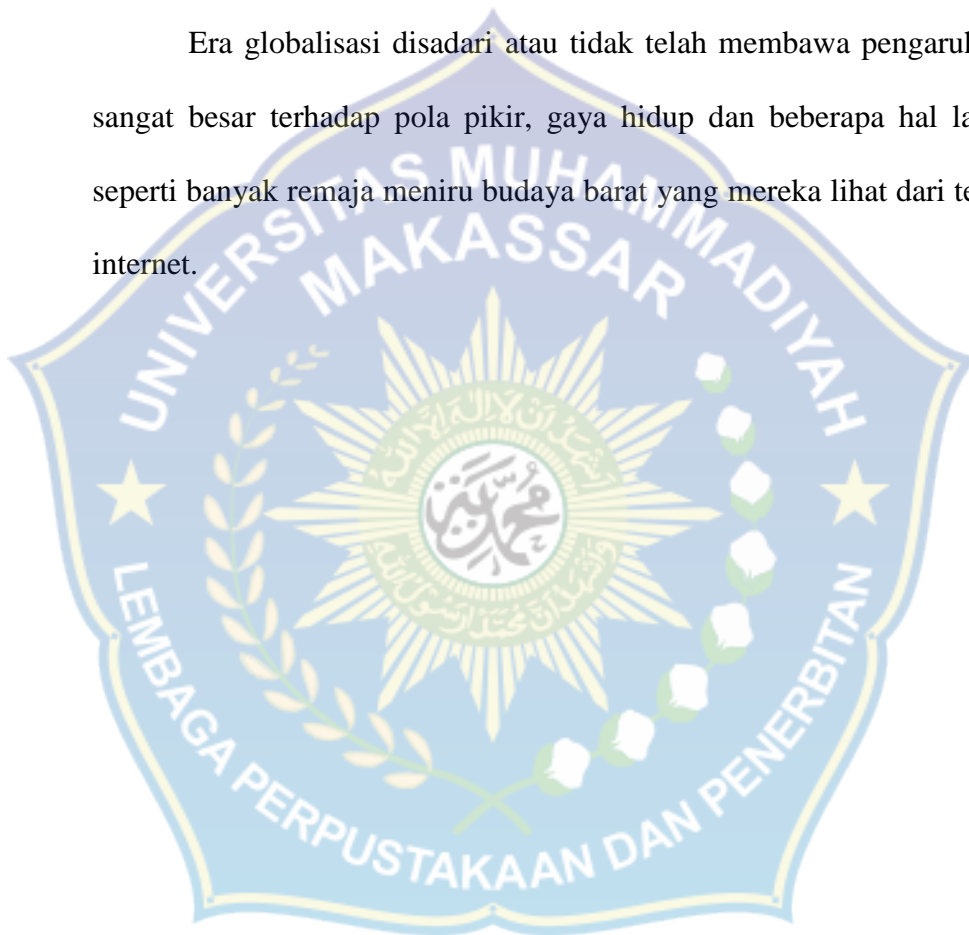 Era globalisasi disadari atau tidak telah membawa pengaruh
sangat besar terhadap pola pikir, gaya hidup dan beberapa hal
seperti banyak remaja meniru budaya barat yang mereka lihat dari
internet.
UNIVERSITAS MUHAMMADIYAH
MAKASSAR
LEMBAGA PERPUSTAKAAN DAN PENERBITAN